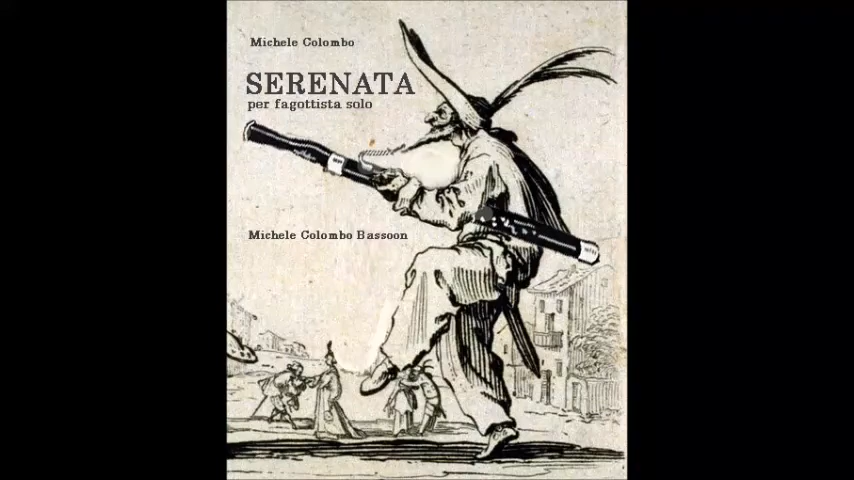 Michele Colombo
SERENATA
per fagottista solo
Michele Colombo Bassoon